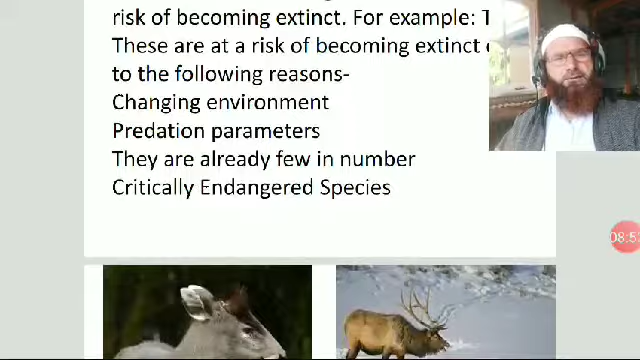 risk of becoming extinct. For example: T
These are at a risk of becoming extinct
to the following reasons-
Changing environment
Predation parameters
They are already few in number
Critically Endangered Species
08:5